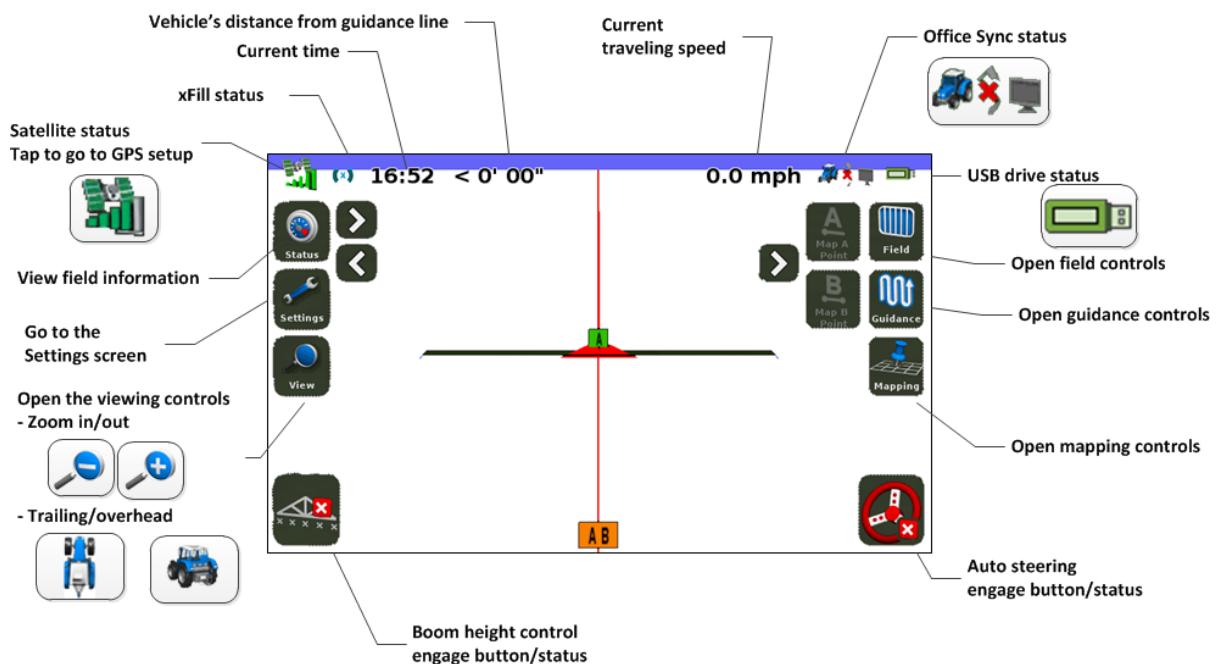 Vehicle's distance from guidance line
Current time
xFill status
Satellite status
Tap to go to GPS setup
Current
traveling speed
Office Sync status
16:52 < 0' 00"
0.0 mph
USB drive status
Status
Settings
View
View field information
Go to the
Settings screen
Open the viewing controls
- Zoom in/out
- Trailing/overhead
A
Map A
Point
Field
B
Map B
Point
Guidance
Mapping
A
A B
Open field controls
Open guidance controls
Open mapping controls
Auto steering
engage button/status
Boom height control
engage button/status